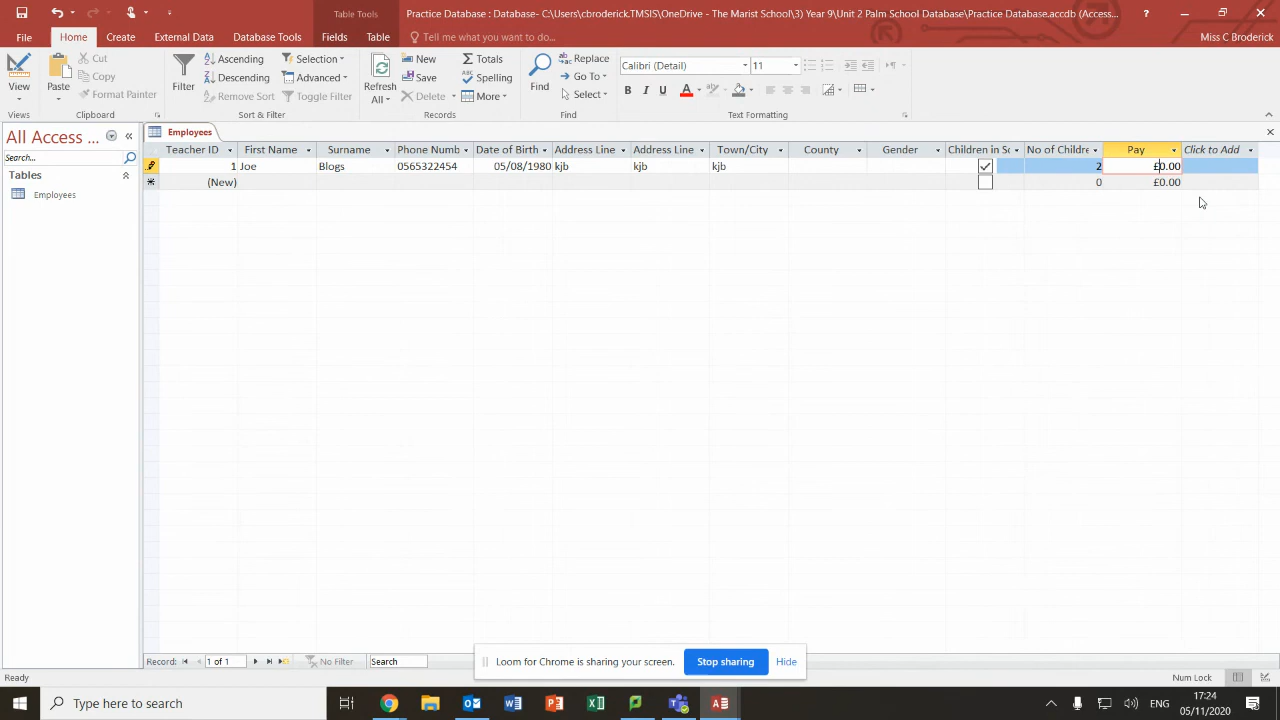 Table Tools
Practice Database : Database- C:\Users\cbroderick.TMSIS\OneDrive - The Marist School\3) Year 9\Unit 2 Palm School Database\Practice Database.accdb (Access...
?
File Home Create External Data Database Tools Fields Table Tell me what you want to do...
Miss C Broderick
View
Paste
Cut
Copy
Format Painter
Clipboard
Filter
Ascending
Descending
Remove Sort
Selection
Advanced
Toggle Filter
Sort & Filter
Refresh
All
New
Save
Delete
Totals
Spelling
More
Records
Find
Replace
Go To
Select
Find
Calibri (Detail) 11
B I U A
Text Formatting
All Access ...
Search...
Tables
Employees
Employees
Teacher ID First Name Surname Phone Numb Date of Birth Address Line Address Line Town/City County Gender Children in Sc No of Childre Pay Click to Add
1 Joe Blogs 0565322454 05/08/1980 kjb kjb kjb 2 £0.00
(New) 0 £0.00
Record: 1 of 1 No Filter Search
Loom for Chrome is sharing your screen. Stop sharing Hide
Ready
Num Lock
Type here to search
17:24
05/11/2020